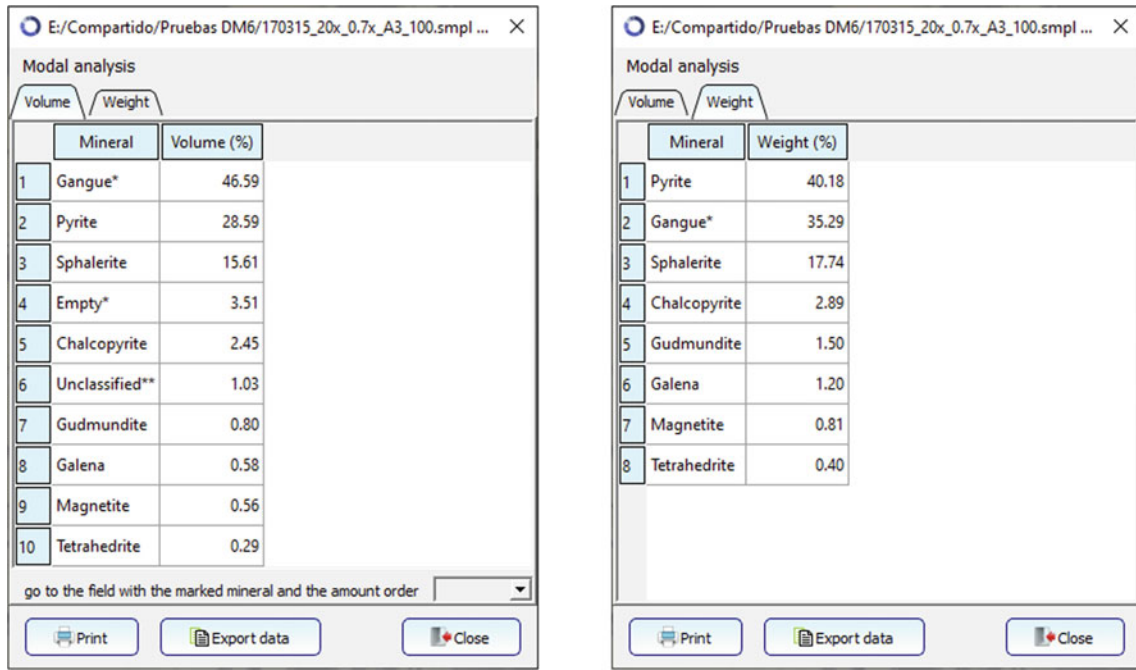 E:/Compartido/Pruebas DM6/170315_20x_0.7x_A3_100.smpl ...
Modal analysis
Volume Weight
Mineral Volume (%)
1 Gangue* 46.59
2 Pyrite 28.59
3 Sphalerite 15.61
4 Empty* 3.51
5 Chalcopyrite 2.45
6 Unclassified** 1.03
7 Gudmundite 0.80
8 Galena 0.58
9 Magnetite 0.56
10 Tetrahedrite 0.29
go to the field with the marked mineral and the amount order
Print Export data Close
E:/Compartido/Pruebas DM6/170315_20x_0.7x_A3_100.smpl ...
Modal analysis
Volume Weight
Mineral Weight (%)
1 Pyrite 40.18
2 Gangue* 35.29
3 Sphalerite 17.74
4 Chalcopyrite 2.89
5 Gudmundite 1.50
6 Galena 1.20
7 Magnetite 0.81
8 Tetrahedrite 0.40
Print Export data Close